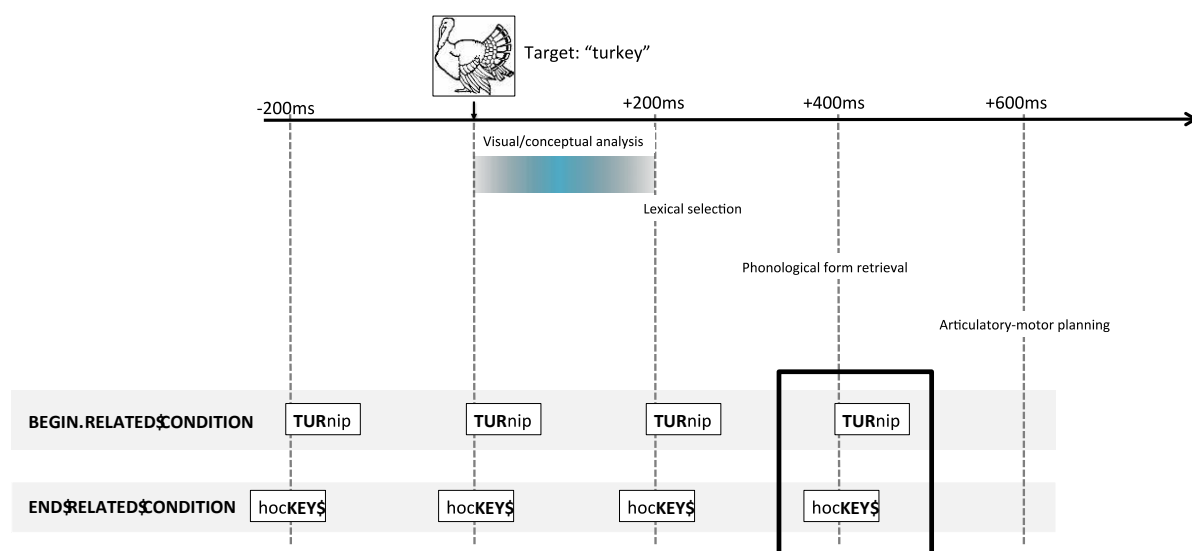 Target: “turkey”
-200ms +200ms +400ms +600ms
Visual/conceptual analysis
Lexical selection
Phonological form retrieval
Articulatory-motor planning
BEGIN.RELATED$CONDITION TURnip TURnip TURnip TURnip
END$RELATED$CONDITION hocKEY$ hocKEY$ hocKEY$ hocKEY$